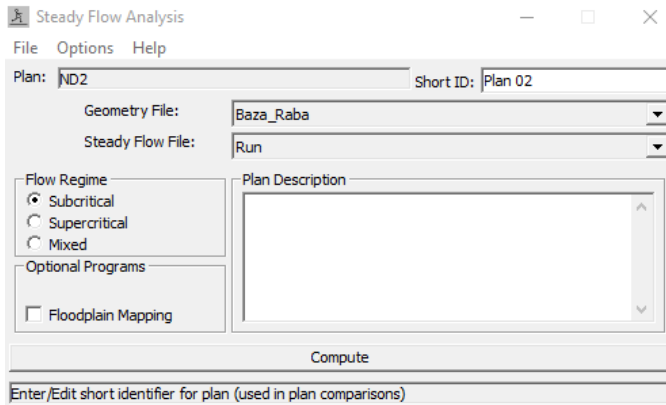 Steady Flow Analysis
File Options Help
Plan: ND2 Short ID: Plan 02
Geometry File: Baza_Raba
Steady Flow File: Run
Flow Regime
Subcritical
Supercritical
Mixed
Optional Programs
Floodplain Mapping
Plan Description
Compute
Enter/Edit short identifier for plan (used in plan comparisons)